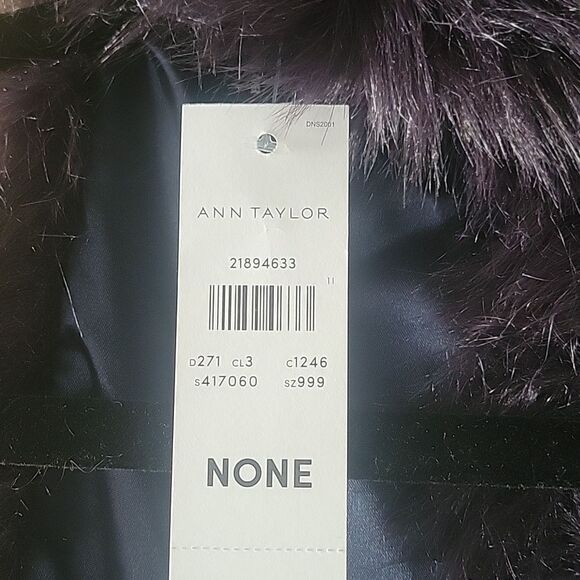 DNS2001
ANN TAYLOR
21894633
11
D271 CL3 C1246
S417060 SZ999
NONE